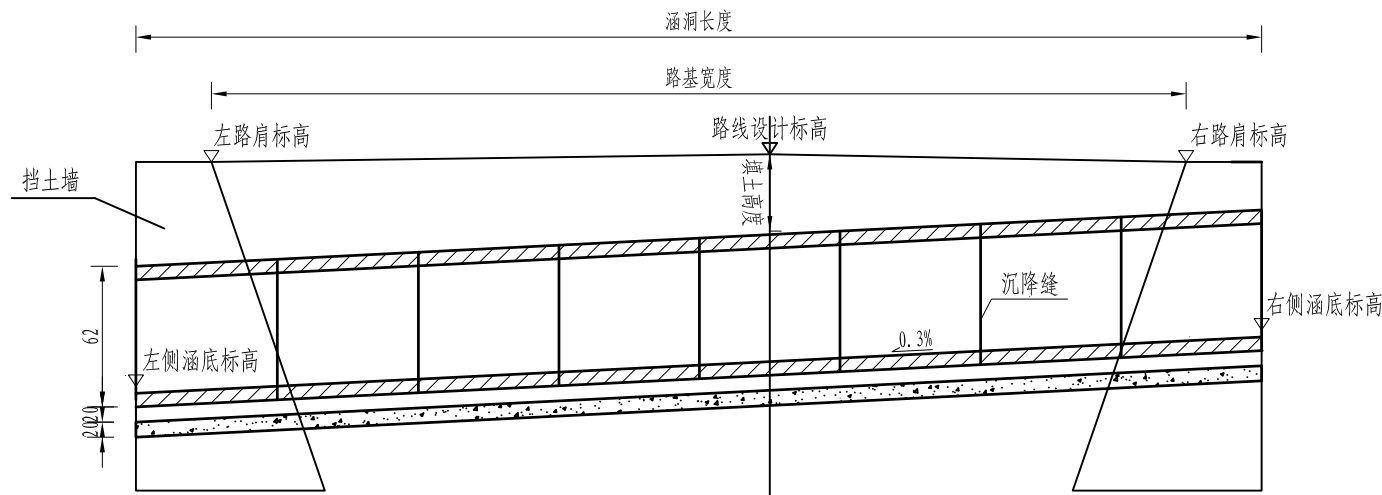 涵洞长度
路基宽度
左路肩标高
路线设计标高
右路肩标高
挡土墙
填土高度
沉降缝
右侧涵底标高
62
0.3%
左侧涵底标高
20
20